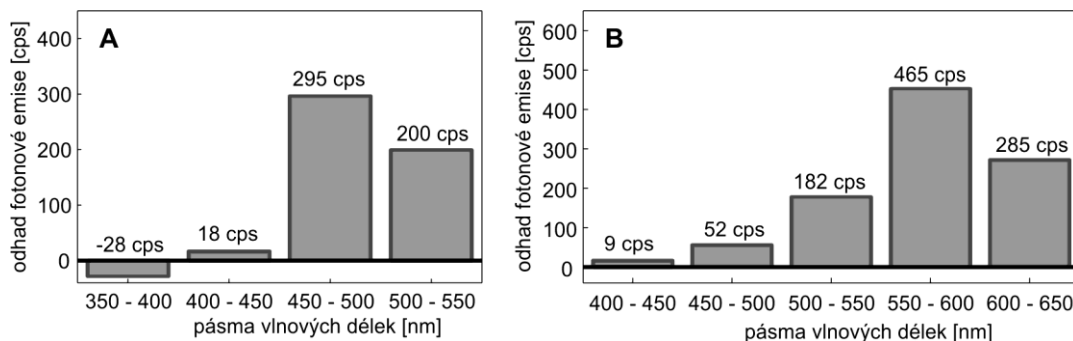 A
odhad fotonové emise [cps]
400
300
200
100
0
-28 cps
18 cps
295 cps
200 cps
350 - 400
400 - 450
450 - 500
500 - 550
pásma vlnových délek [nm]
B
odhad fotonové emise [cps]
600
500
400
300
200
100
0
9 cps
52 cps
182 cps
465 cps
285 cps
400 - 450
450 - 500
500 - 550
550 - 600
600 - 650
pásma vlnových délek [nm]